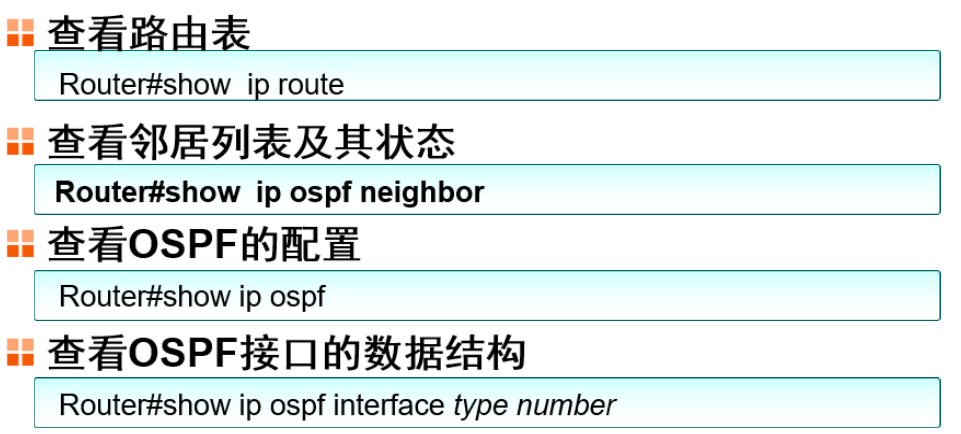 查看路由表
Router#show  ip route
查看邻居列表及其状态
Router#show  ip ospf neighbor
查看OSPF的配置
Router#show ip ospf
查看OSPF接口的数据结构
Router#show ip ospf interface type number